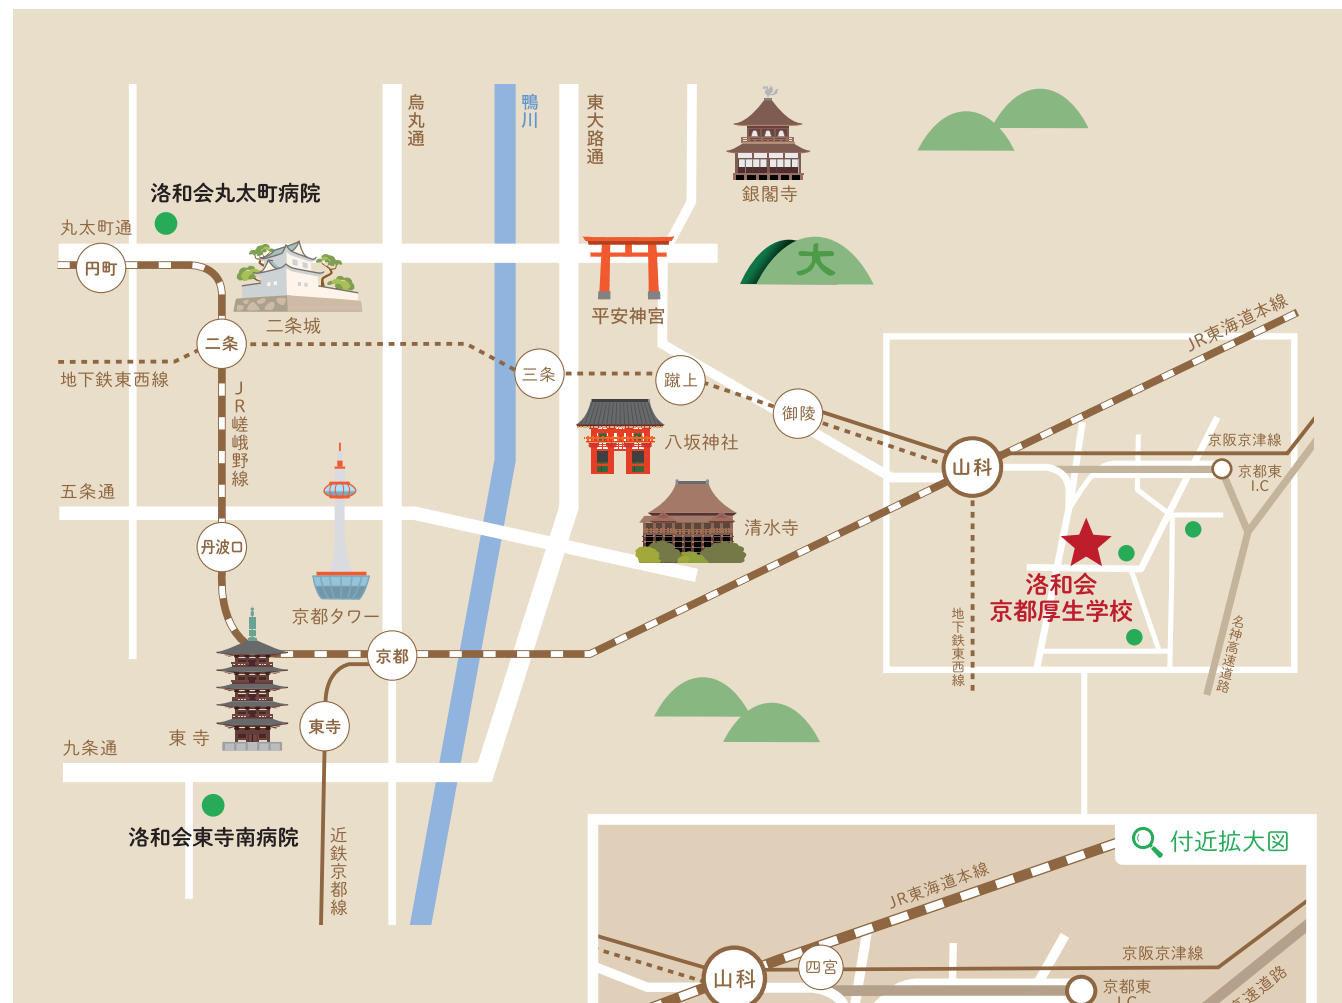 烏丸通
鴨川
東大路通
銀閣寺
洛和会丸太町病院
丸太町通
円町
大
二条城
平安神宮
二条
JR東海道本線
地下鉄東西線
三条
蹴上
JR嵯峨野線
御陵
八坂神社
京阪京津線
山科
京都東
I.C
五条通
清水寺
丹波口
洛和会
京都厚生学校
京都タワー
地下鉄東西線
名神高速道路
京都
東寺
東 寺
九条通
洛和会東寺南病院
近鉄京都線
付近拡大図
JR東海道本線
京阪京津線
四宮
山科
京都東
I.C
速道路